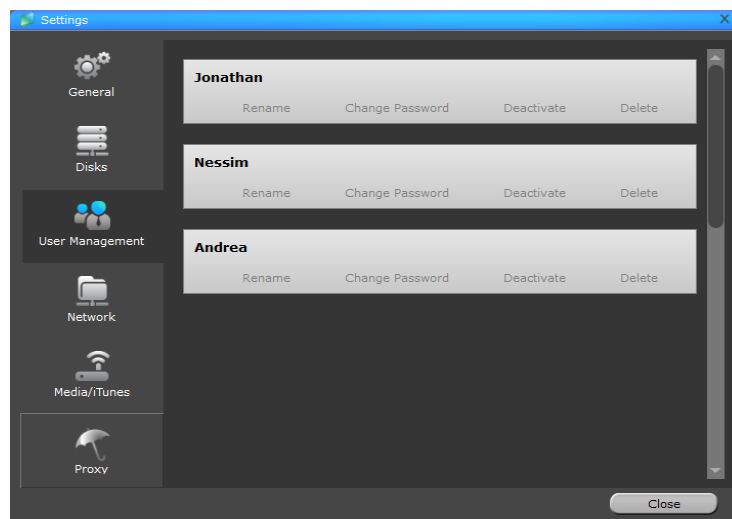 Settings
General
Disks
User Management
Network
Media/iTunes
Proxy
Jonathan
Rename Change Password Deactivate Delete
Nessim
Rename Change Password Deactivate Delete
Andrea
Rename Change Password Deactivate Delete
Close